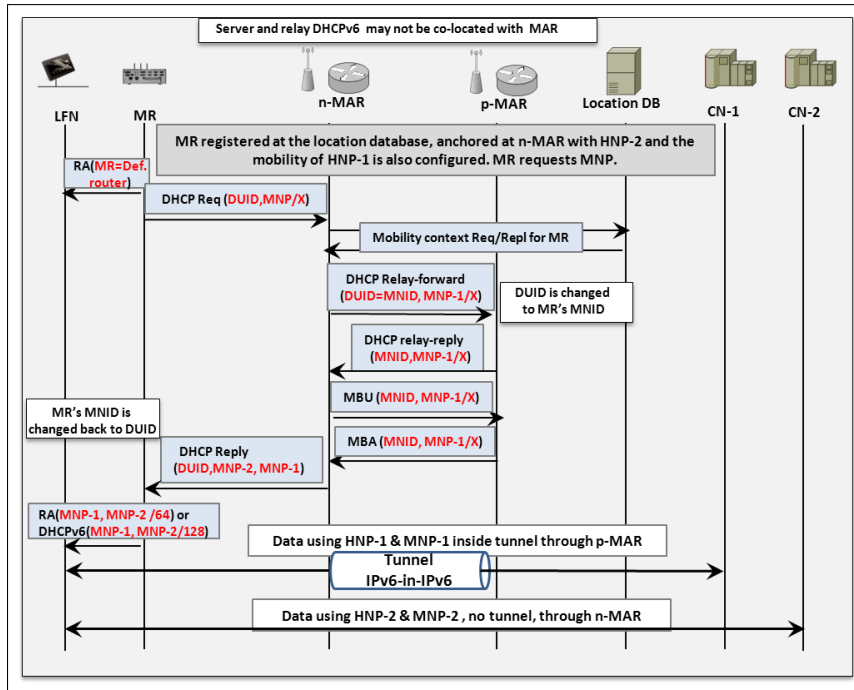 Server and relay DHCPv6 may not be co-located with MAR
LFN
MR
n-MAR
p-MAR
Location DB
CN-1
CN-2
MR registered at the location database, anchored at n-MAR with HNP-2 and the
mobility of HNP-1 is also configured. MR requests MNP.
RA(MR=Def.
router)
DHCP Req (DUID,MNP/X)
Mobility context Req/Repl for MR
DHCP Relay-forward
(DUID=MNID, MNP-1/X)
DUID is changed
to MR's MNID
DHCP relay-reply
(MNID,MNP-1/X)
MBU (MNID, MNP-1/X)
MR's MNID is
changed back to DUID
MBA (MNID, MNP-1/X)
DHCP Reply
(DUID,MNP-2, MNP-1)
RA(MNP-1, MNP-2 /64) or
DHCPv6(MNP-1, MNP-2/128)
Data using HNP-1 & MNP-1 inside tunnel through p-MAR
Tunnel
IPv6-in-IPv6
Data using HNP-2 & MNP-2 , no tunnel, through n-MAR